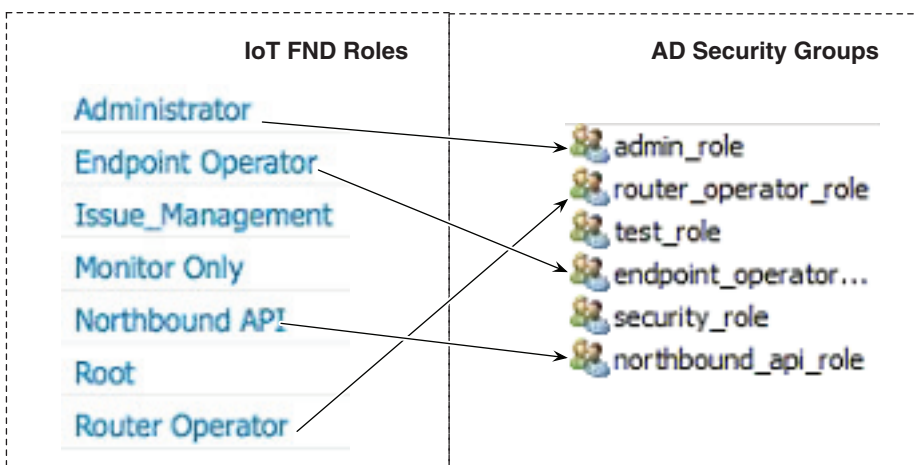 IoT FND Roles
Administrator
Endpoint Operator
Issue_Management
Monitor Only
Northbound API
Root
Router Operator
AD Security Groups
admin_role
router_operator_role
test_role
endpoint_operator...
security_role
northbound_api_role